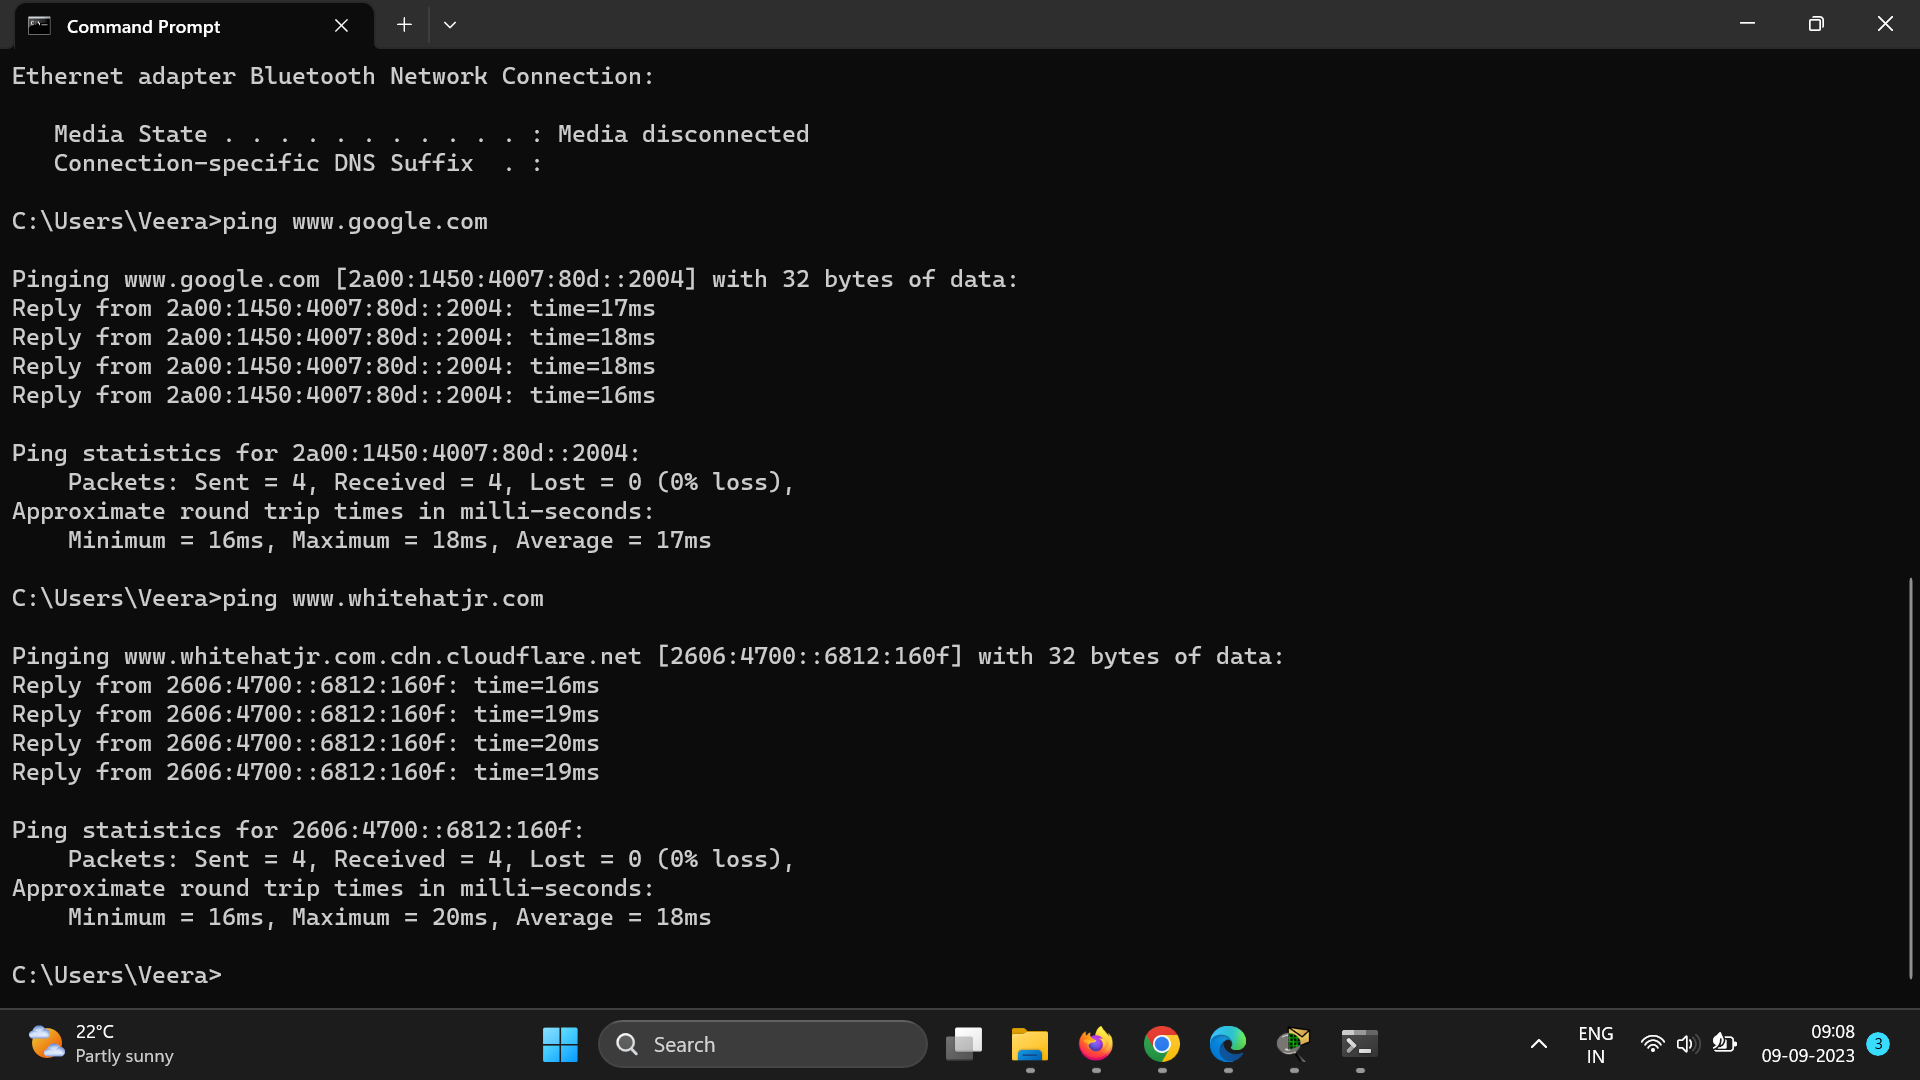 Command Prompt
Ethernet adapter Bluetooth Network Connection:
   Media State . . . . . . . . . . . : Media disconnected
   Connection-specific DNS Suffix  . :
C:\Users\Veera>ping www.google.com
Pinging www.google.com [2a00:1450:4007:80d::2004] with 32 bytes of data:
Reply from 2a00:1450:4007:80d::2004: time=17ms
Reply from 2a00:1450:4007:80d::2004: time=18ms
Reply from 2a00:1450:4007:80d::2004: time=18ms
Reply from 2a00:1450:4007:80d::2004: time=16ms
Ping statistics for 2a00:1450:4007:80d::2004:
    Packets: Sent = 4, Received = 4, Lost = 0 (0% loss),
Approximate round trip times in milli-seconds:
    Minimum = 16ms, Maximum = 18ms, Average = 17ms
C:\Users\Veera>ping www.whitehatjr.com
Pinging www.whitehatjr.com.cdn.cloudflare.net [2606:4700::6812:160f] with 32 bytes of data:
Reply from 2606:4700::6812:160f: time=16ms
Reply from 2606:4700::6812:160f: time=19ms
Reply from 2606:4700::6812:160f: time=20ms
Reply from 2606:4700::6812:160f: time=19ms
Ping statistics for 2606:4700::6812:160f:
    Packets: Sent = 4, Received = 4, Lost = 0 (0% loss),
Approximate round trip times in milli-seconds:
    Minimum = 16ms, Maximum = 20ms, Average = 18ms
C:\Users\Veera>
22°C
Partly sunny
Search
ENG
IN
09:08
09-09-2023
3